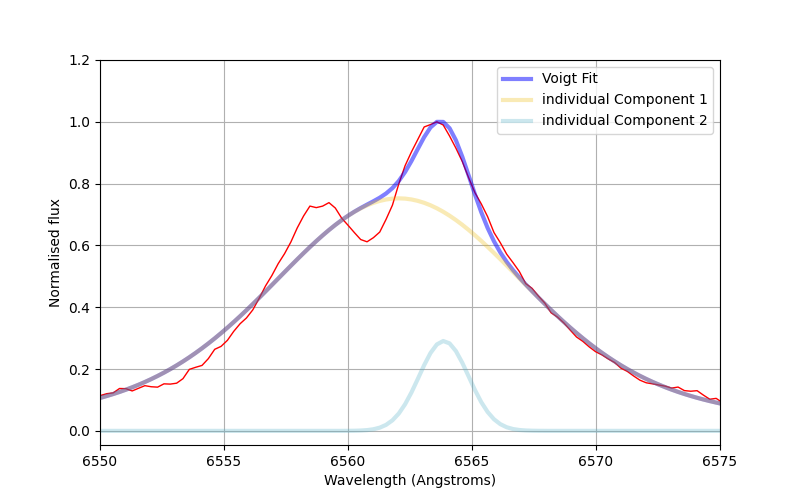 1.2
1.0
0.8
0.6
0.4
0.2
0.0
Normalised flux
Voigt Fit
individual Component 1
individual Component 2
6550 6555 6560 6565 6570 6575
Wavelength (Angstroms)